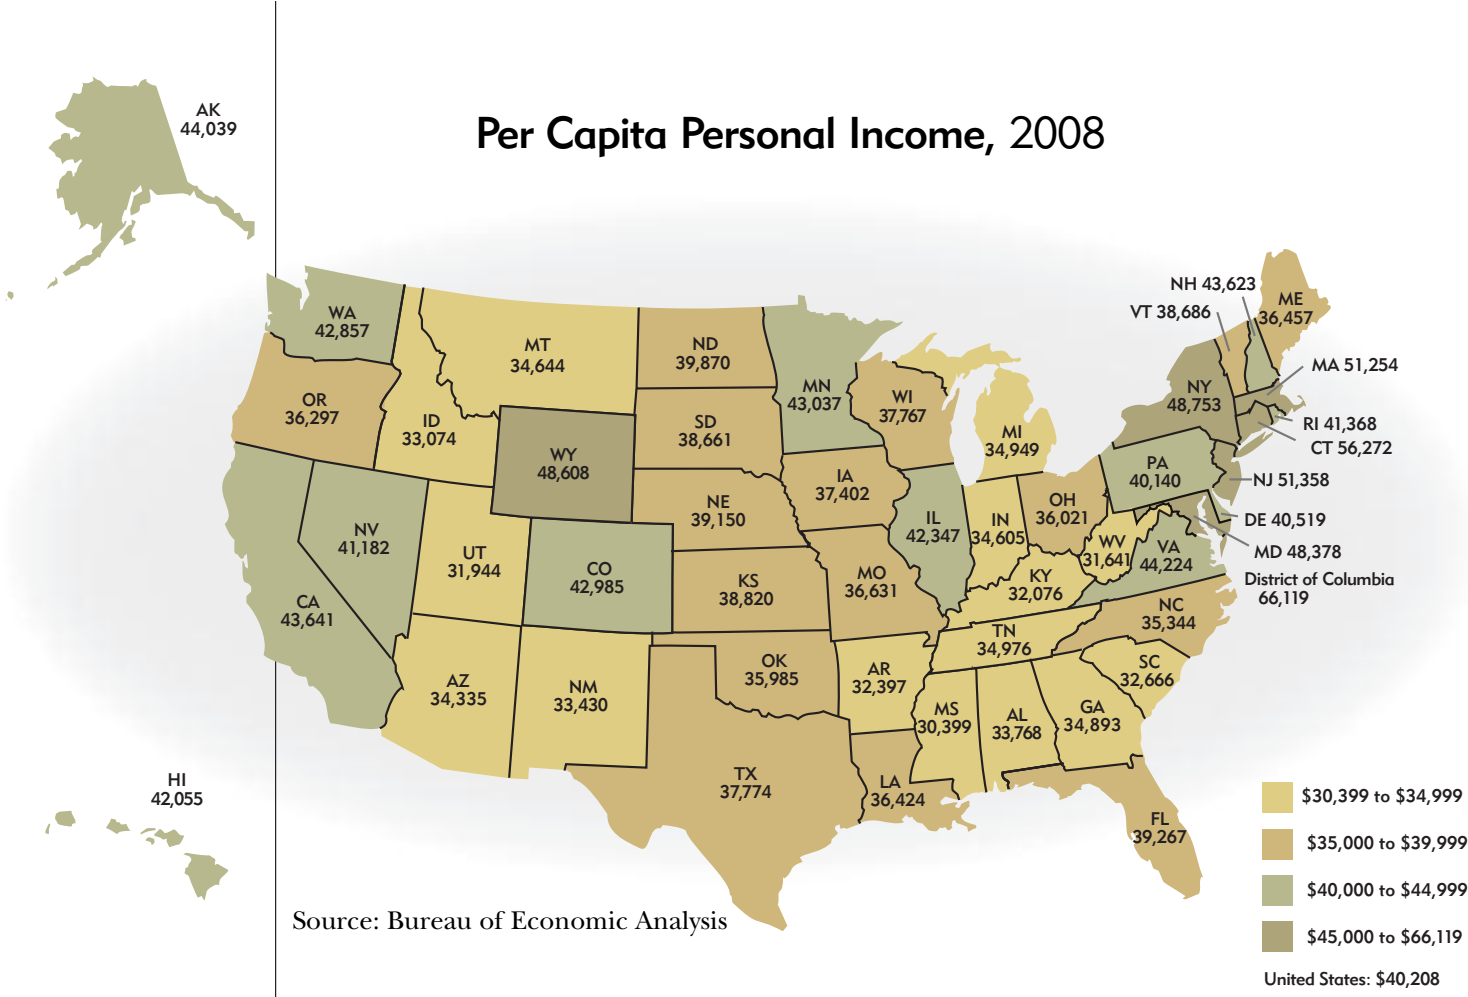 Per Capita Personal Income, 2008
AK
44,039
HI
42,055
WA
42,857
OR
36,297
CA
43,641
NV
41,182
ID
33,074
MT
34,644
WY
48,608
UT
31,944
CO
42,985
AZ
34,335
NM
33,430
ND
39,870
SD
38,661
NE
39,150
KS
38,820
OK
35,985
TX
37,774
MN
43,037
IA
37,402
MO
36,631
AR
32,397
LA
36,424
WI
37,767
IL
42,347
MI
34,949
IN
34,605
OH
36,021
KY
32,076
TN
34,976
MS
30,399
AL
33,768
GA
34,893
FL
39,267
SC
32,666
NC
35,344
VA
44,224
WV
31,641
PA
40,140
NY
48,753
ME
36,457
NH 43,623
VT 38,686
MA 51,254
RI 41,368
CT 56,272
NJ 51,358
DE 40,519
MD 48,378
District of Columbia
66,119
$30,399 to $34,999
$35,000 to $39,999
$40,000 to $44,999
$45,000 to $66,119
United States: $40,208
Source: Bureau of Economic Analysis